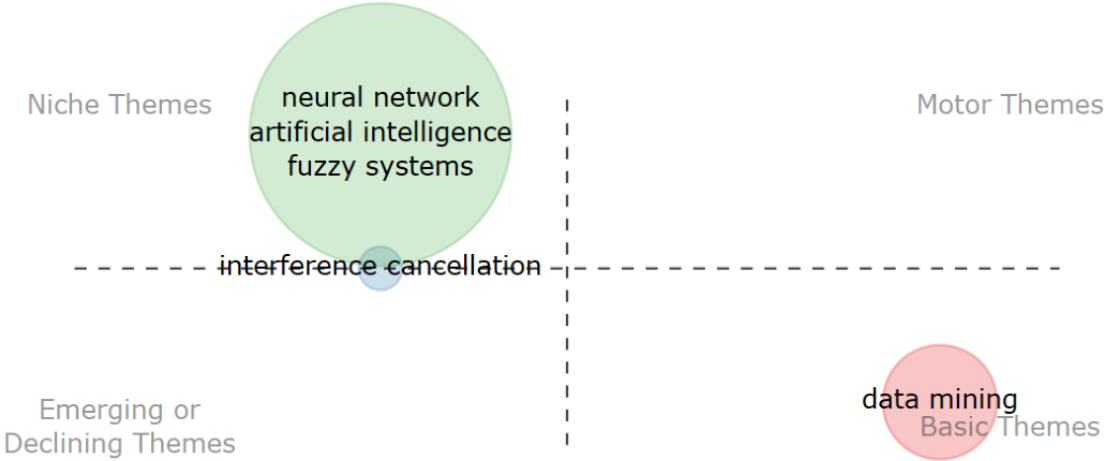 neural network
Niche Themes
Motor Themes
artificial intelligence
fuzzy systems
interference cancellation
data mining
Emerging or
Declining Themes
Basic Themes